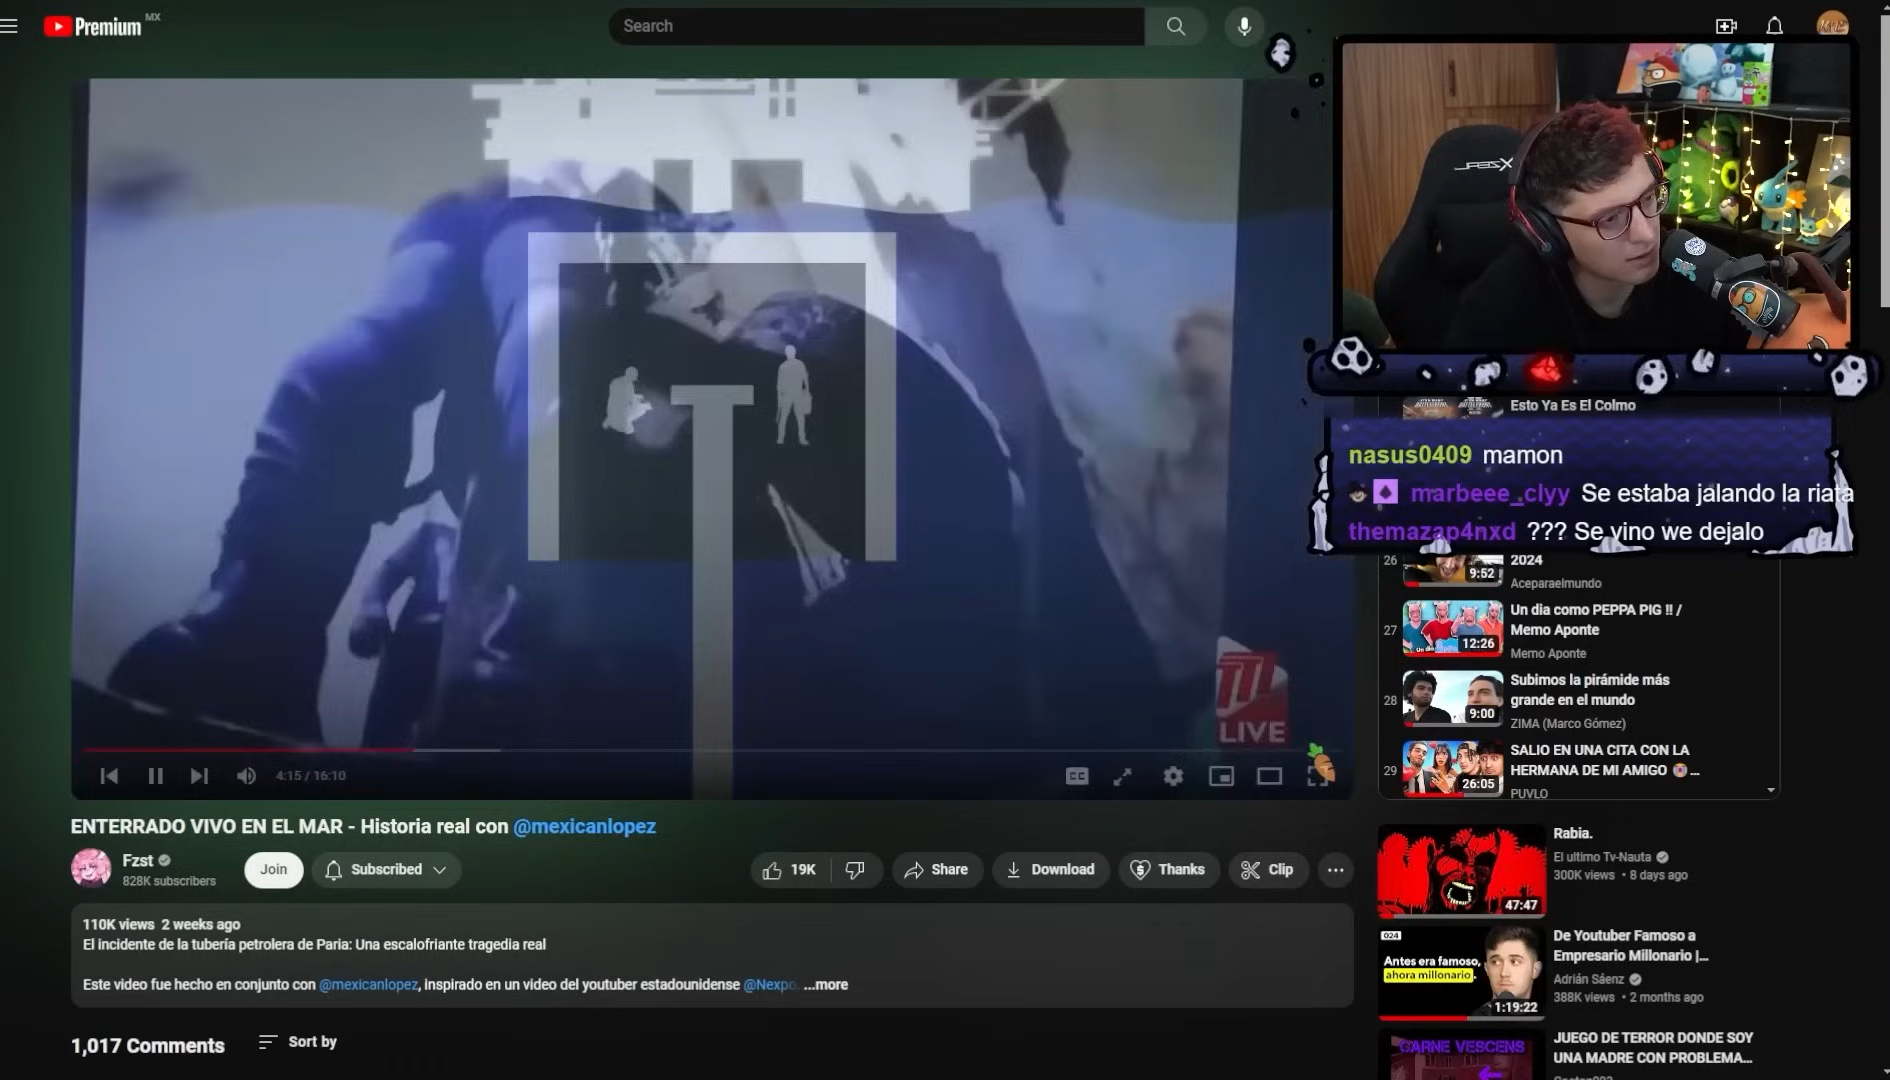 Premium MX
Search
LIVE
4:15 / 16:10
CC
ENTERRADO VIVO EN EL MAR - Historia real con @mexicanlopez
Fzst
828K subscribers
Join
Subscribed
19K
Share
Download
Thanks
Clip
110K views 2 weeks ago
El incidente de la tubería petrolera de Paria: Una escalofriante tragedia real
Este video fue hecho en conjunto con @mexicanlopez, inspirado en un video del youtuber estadounidense @Nexpo. ...more
1,017 Comments
Sort by
Esto Ya Es El Colmo
nasus0409 mamon
marbeee_clyy Se estaba jalando la riata
themazap4nxd ??? Se vino we dejalo
26
9:52
2024
Aceparaelmundo
27
12:26
Un dia como PEPPA PIG !! /
Memo Aponte
Memo Aponte
28
9:00
Subimos la pirámide más
grande en el mundo
ZIMA (Marco Gómez)
29
26:05
SALIO EN UNA CITA CON LA
HERMANA DE MI AMIGO 😭...
PUVLO
47:47
Rabia.
El ultimo Tv-Nauta
300K views • 8 days ago
024
Antes era famoso,
ahora millonario.
1:19:22
De Youtuber Famoso a
Empresario Millonario |...
Adrián Sáenz
388K views • 2 months ago
CARNE VESCENS
JUEGO DE TERROR DONDE SOY
UNA MADRE CON PROBLEMA...